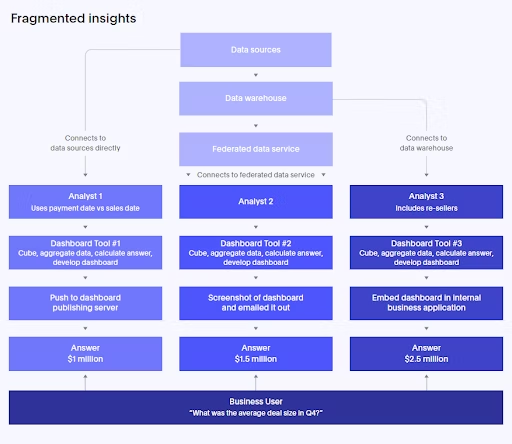 Fragmented insights
Data sources
Data warehouse
Connects to
data sources directly
Federated data service
Connects to
data warehouse
Connects to federated data service
Analyst 1
Uses payment date vs sales date
Analyst 2
Analyst 3
Includes re-sellers
Dashboard Tool #1
Cube, aggregate data, calculate answer,
develop dashboard
Dashboard Tool #2
Cube, aggregate data, calculate answer,
develop dashboard
Dashboard Tool #3
Cube, aggregate data, calculate answer,
develop dashboard
Push to dashboard
publishing server
Screenshot of dashboard
and emailed it out
Embed dashboard in Internal
business application
Answer
$1 million
Answer
$1.5 million
Answer
$2.5 million
Business User
"What was the average deal size in Q4?"